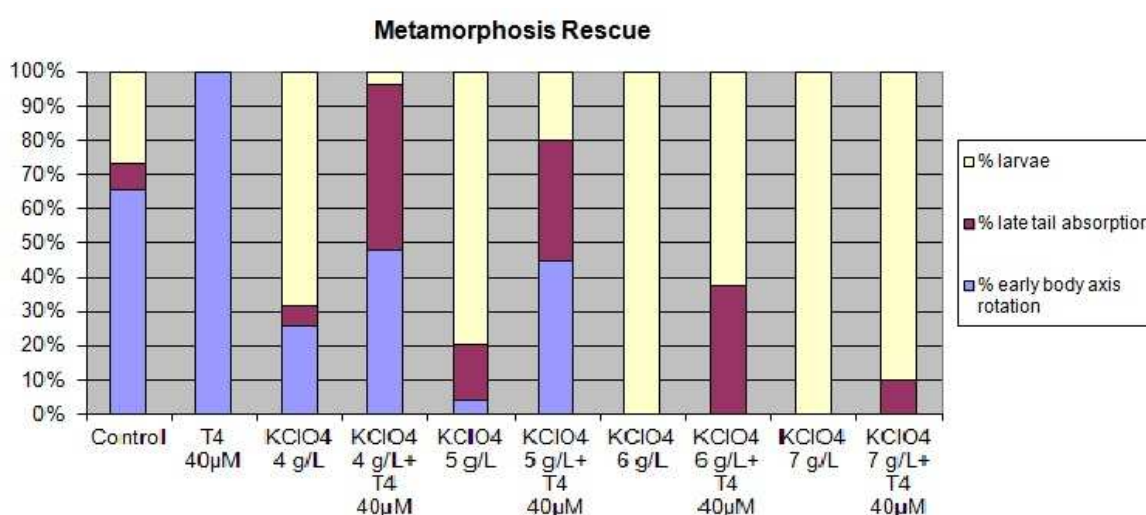 Metamorphosis Rescue
100%
90%
80%
70%
60%
50%
40%
30%
20%
10%
0%
Control
T4
40µM
KClO4
4 g/L
KClO4
4 g/L+
T4
40µM
KClO4
5 g/L
KClO4
5 g/L+
T4
40µM
KClO4
6 g/L
KClO4
6 g/L+
T4
40µM
KClO4
7 g/L
KClO4
7 g/L+
T4
40µM
% larvae
% late tail absorption
% early body axis
rotation